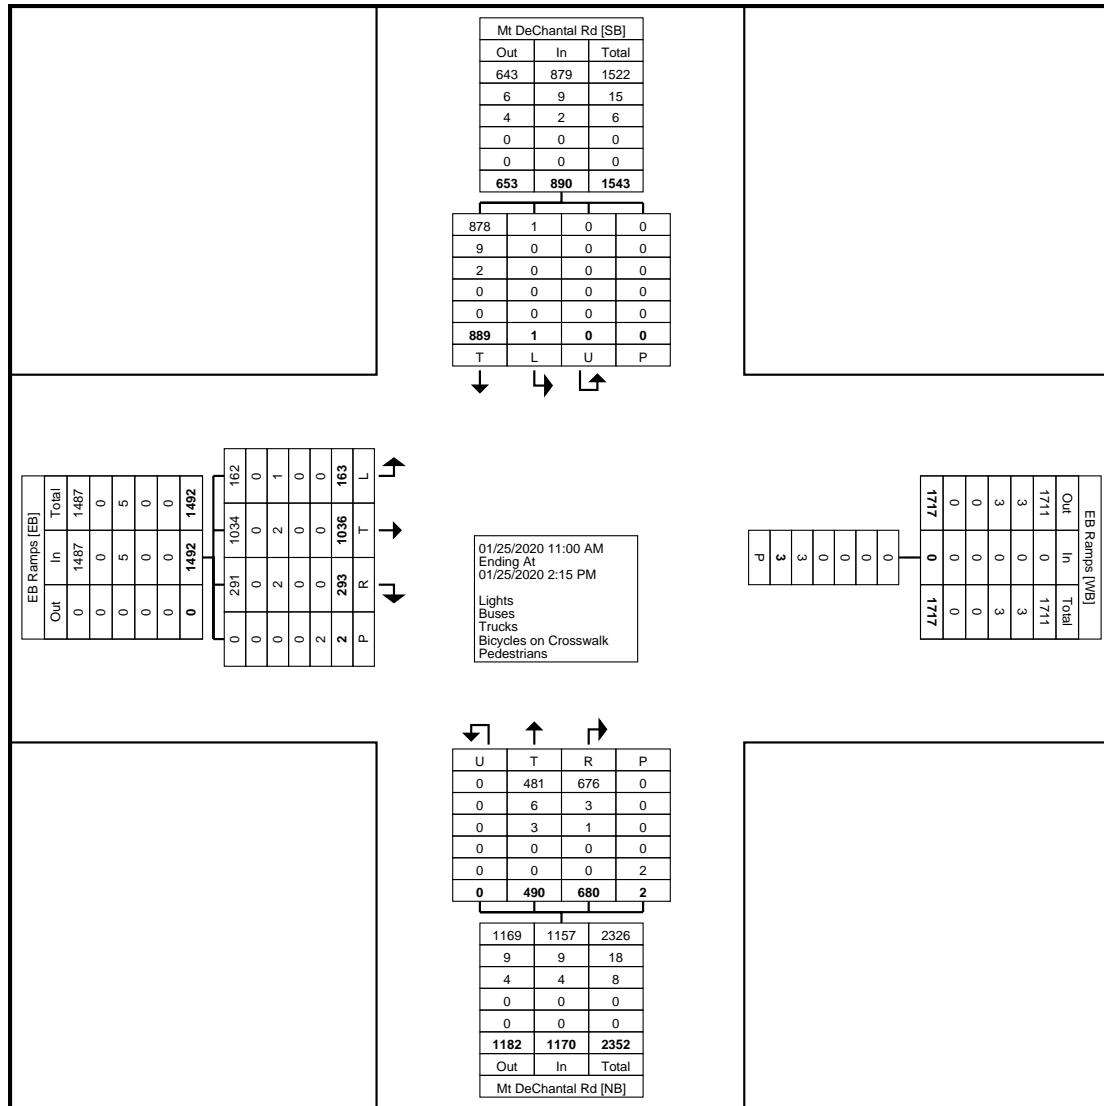 Mt DeChantal Rd [SB]
Out In Total
643 879 1522
6 9 15
4 2 6
0 0 0
0 0 0
653 890 1543
878 1 0 0
9 0 0 0
2 0 0 0
0 0 0 0
0 0 0 0
889 1 0 0
T L U P
EB Ramps [EB]
Out In Total
0 1487 1487
0 0 0
0 5 5
0 0 0
0 0 0
0 1492 1492
0 291 1034 162
0 0 0 0
0 2 2 1
0 0 0 0
2 0 0 0
2 293 1036 163
P R T L
01/25/2020 11:00 AM
Ending At
01/25/2020 2:15 PM
Lights
Buses
Trucks
Bicycles on Crosswalk
Pedestrians
EB Ramps [WB]
Out In Total
1711 0 1711
3 0 3
3 0 3
0 0 0
0 0 0
1717 0 1717
0
0
0
0
3
3
P
U T R P
0 481 676 0
0 6 3 0
0 3 1 0
0 0 0 0
0 0 0 2
0 490 680 2
1169 1157 2326
9 9 18
4 4 8
0 0 0
0 0 0
1182 1170 2352
Out In Total
Mt DeChantal Rd [NB]